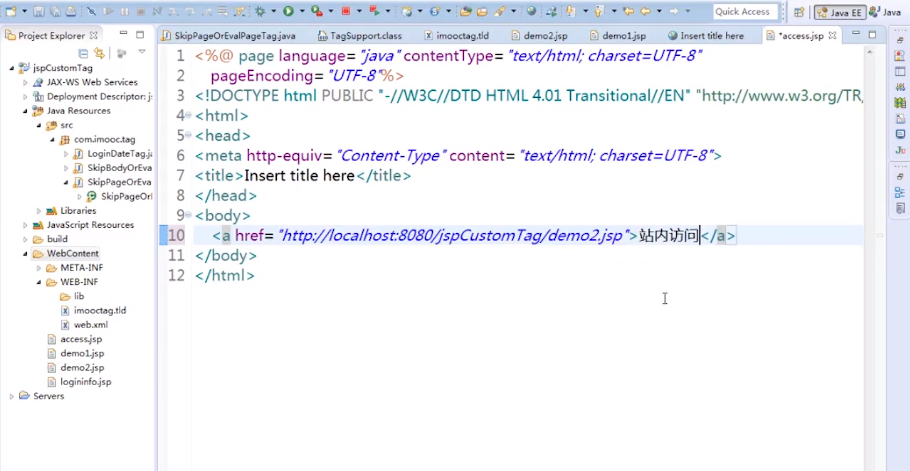 Quick Access
Java EE
Java
Project Explorer
SkipPageOrEvalPageTag.java
TagSupport.class
imooctag.tld
demo2.jsp
demo1.jsp
Insert title here
*access.jsp
jspCustomTag
JAX-WS Web Services
Deployment Descriptor: j
Java Resources
src
com.imooc.tag
LoginDateTag.ja
SkipBodyOrEva
SkipPageOrEva
SkipPageOrI
Libraries
JavaScript Resources
build
WebContent
META-INF
WEB-INF
lib
imooctag.tld
web.xml
access.jsp
demo1.jsp
demo2.jsp
logininfo.jsp
Servers
1 <%@ page language="java" contentType="text/html; charset=UTF-8"
2 pageEncoding="UTF-8"%>
3 <!DOCTYPE html PUBLIC "-//W3C//DTD HTML 4.01 Transitional//EN" "http://www.w3.org/TR/
4 <html>
5 <head>
6 <meta http-equiv="Content-Type" content="text/html; charset=UTF-8">
7 <title>Insert title here</title>
8 </head>
9 <body>
10 <a href="http://localhost:8080/jspCustomTag/demo2.jsp">站内访问</a>
11 </body>
12 </html>